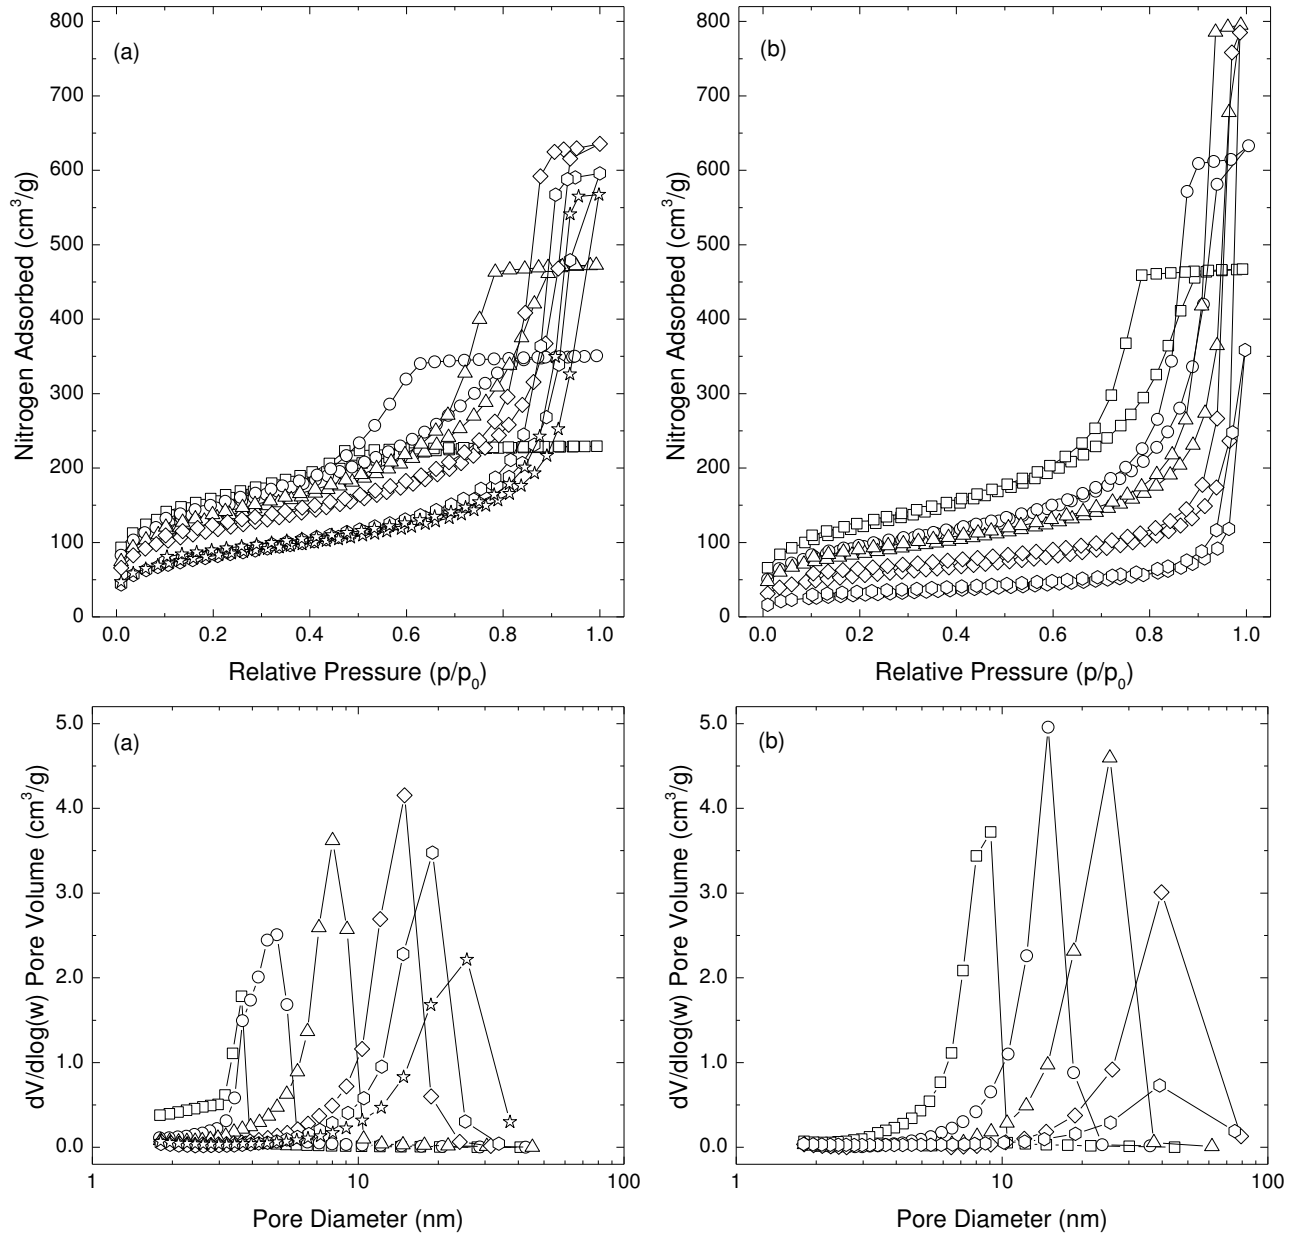 (a)
800
700
600
500
400
300
200
100
0
0.0 0.2 0.4 0.6 0.8 1.0
Nitrogen Adsorbed (cm³/g)
Relative Pressure (p/p₀)
(b)
800
700
600
500
400
300
200
100
0
0.0 0.2 0.4 0.6 0.8 1.0
Nitrogen Adsorbed (cm³/g)
Relative Pressure (p/p₀)
(a)
5.0
4.0
3.0
2.0
1.0
0.0
1 10 100
dV/dlog(w) Pore Volume (cm³/g)
Pore Diameter (nm)
(b)
5.0
4.0
3.0
2.0
1.0
0.0
1 10 100
dV/dlog(w) Pore Volume (cm³/g)
Pore Diameter (nm)